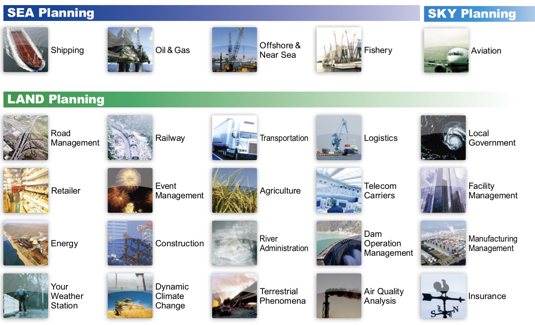 SEA Planning
SKY Planning
Shipping
Oil & Gas
Offshore &
Near Sea
Fishery
Aviation
LAND Planning
Road
Management
Railway
Transportation
Logistics
Local
Government
Retailer
Event
Management
Agriculture
Telecom
Carriers
Facility
Management
Energy
Construction
River
Administration
Dam
Operation
Management
Manufacturing
Management
Your
Weather
Station
Dynamic
Climate
Change
Terrestrial
Phenomena
Air Quality
Analysis
Insurance